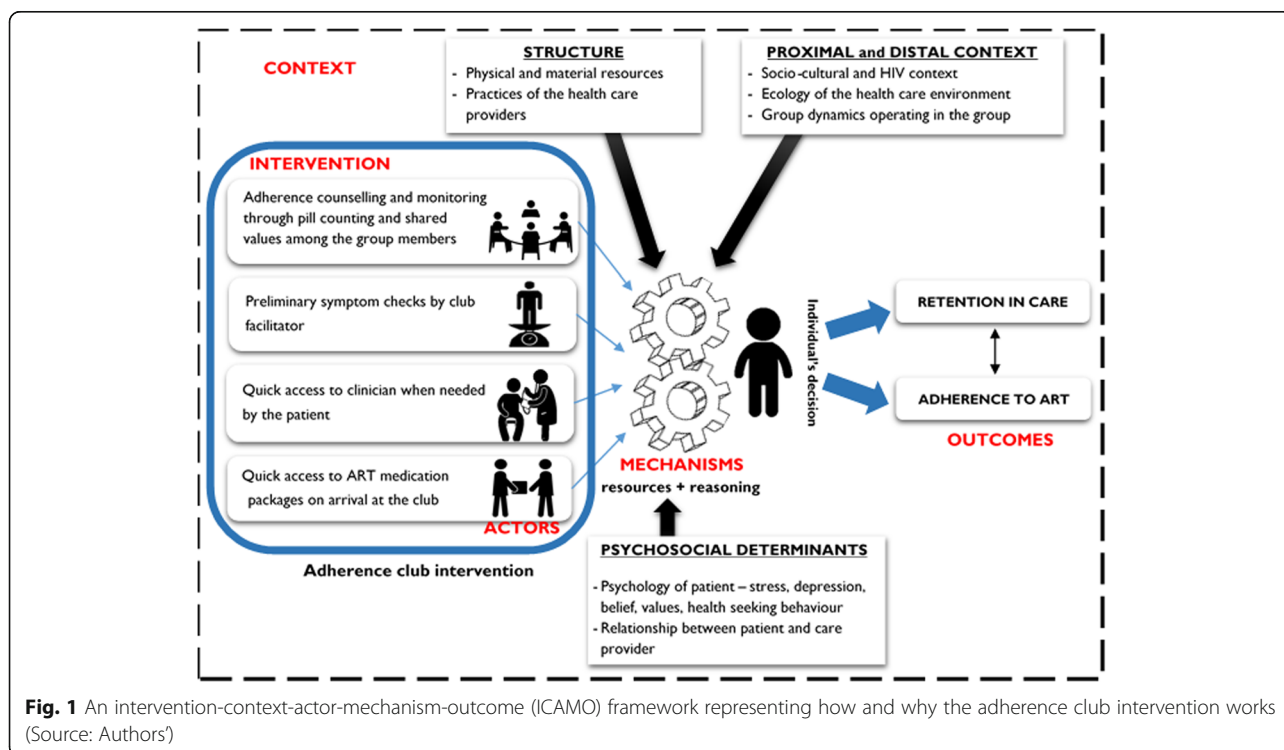 CONTEXT
STRUCTURE
- Physical and material resources
- Practices of the health care
providers
PROXIMAL and DISTAL CONTEXT
- Socio-cultural and HIV context
- Ecology of the health care environment
- Group dynamics operating in the group
INTERVENTION
Adherence counselling and monitoring
through pill counting and shared
values among the group members
Preliminary symptom checks by club
facilitator
Quick access to clinician when needed
by the patient
Quick access to ART medication
packages on arrival at the club
ACTORS
Adherence club intervention
MECHANISMS
resources + reasoning
Individual's decision
RETENTION IN CARE
ADHERENCE TO ART
OUTCOMES
PSYCHOSOCIAL DETERMINANTS
- Psychology of patient – stress, depression,
belief, values, health seeking behaviour
- Relationship between patient and care
provider
Fig. 1 An intervention-context-actor-mechanism-outcome (ICAMO) framework representing how and why the adherence club intervention works
(Source: Authors')